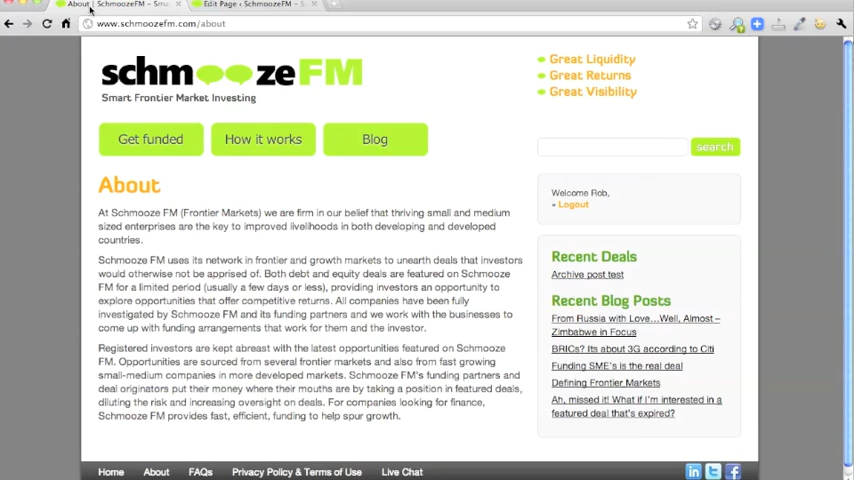 About | SchmoozeFM – Sma
Edit Page ‹ SchmoozeFM – S
www.schmoozefm.com/about
schmooze FM
Smart Frontier Market Investing
Great Liquidity
Great Returns
Great Visibility
Get funded
How it works
Blog
search
About
At Schmooze FM (Frontier Markets) we are firm in our belief that thriving small and medium
sized enterprises are the key to improved livelihoods in both developing and developed
countries.
Schmooze FM uses its network in frontier and growth markets to unearth deals that investors
would otherwise not be apprised of. Both debt and equity deals are featured on Schmooze
FM for a limited period (usually a few days or less), providing investors an opportunity to
explore opportunities that offer competitive returns. All companies have been fully
investigated by Schmooze FM and its funding partners and we work with the businesses to
come up with funding arrangements that work for them and the investor.
Registered investors are kept abreast with the latest opportunities featured on Schmooze
FM. Opportunities are sourced from several frontier markets and also from fast growing
small-medium companies in more developed markets. Schmooze FM's funding partners and
deal originators put their money where their mouths are by taking a position in featured deals,
diluting the risk and increasing oversight on deals. For companies looking for finance,
Schmooze FM provides fast, efficient, funding to help spur growth.
Welcome Rob,
» Logout
Recent Deals
Archive post test
Recent Blog Posts
From Russia with Love…Well, Almost –
Zimbabwe in Focus
BRICs? Its about 3G according to Citi
Funding SME's is the real deal
Defining Frontier Markets
Ah, missed it! What if I'm interested in a
featured deal that's expired?
Home
About
FAQs
Privacy Policy & Terms of Use
Live Chat